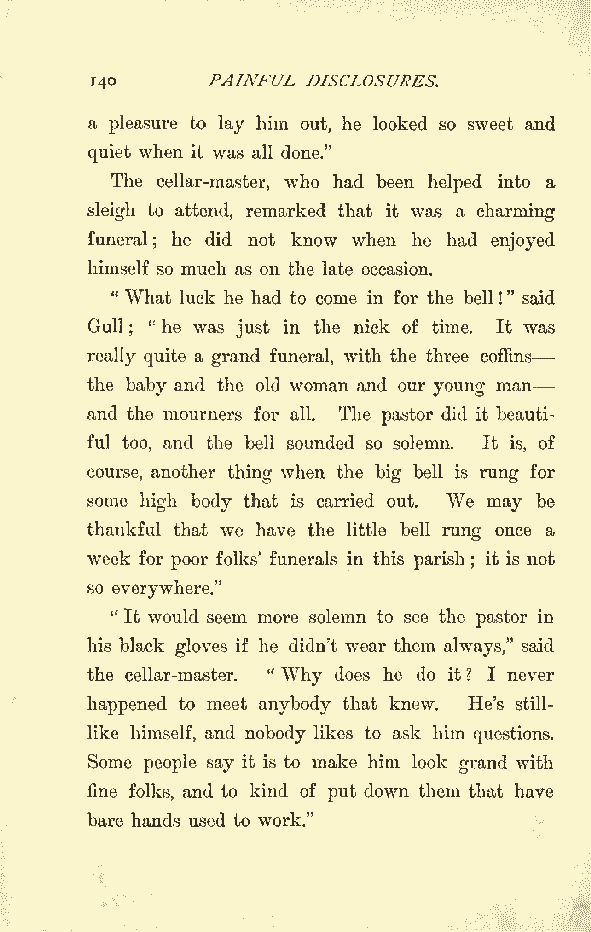 140 PAINFUL DISCLOSURES.
a pleasure to lay him out, he looked so sweet and
quiet when it was all done.”
The cellar-master, who had been helped into a
sleigh to attend, remarked that it was a charming
funeral; he did not know when he had enjoyed
himself so much as on the late occasion.
“What luck he had to come in for the bell!” said
Gull; “he was just in the nick of time. It was
really quite a grand funeral, with the three coffins—
the baby and the old woman and our young man—
and the mourners for all. The pastor did it beauti-
ful too, and the bell sounded so solemn. It is, of
course, another thing when the big bell is rung for
some high body that is carried out. We may be
thankful that we have the little bell rung once a
week for poor folks’ funerals in this parish; it is not
so everywhere.”
“It would seem more solemn to see the pastor in
his black gloves if he didn’t wear them always,” said
the cellar-master. “Why does he do it? I never
happened to meet anybody that knew. He’s still-
like himself, and nobody likes to ask him questions.
Some people say it is to make him look grand with
fine folks, and to kind of put down them that have
bare hands used to work.”